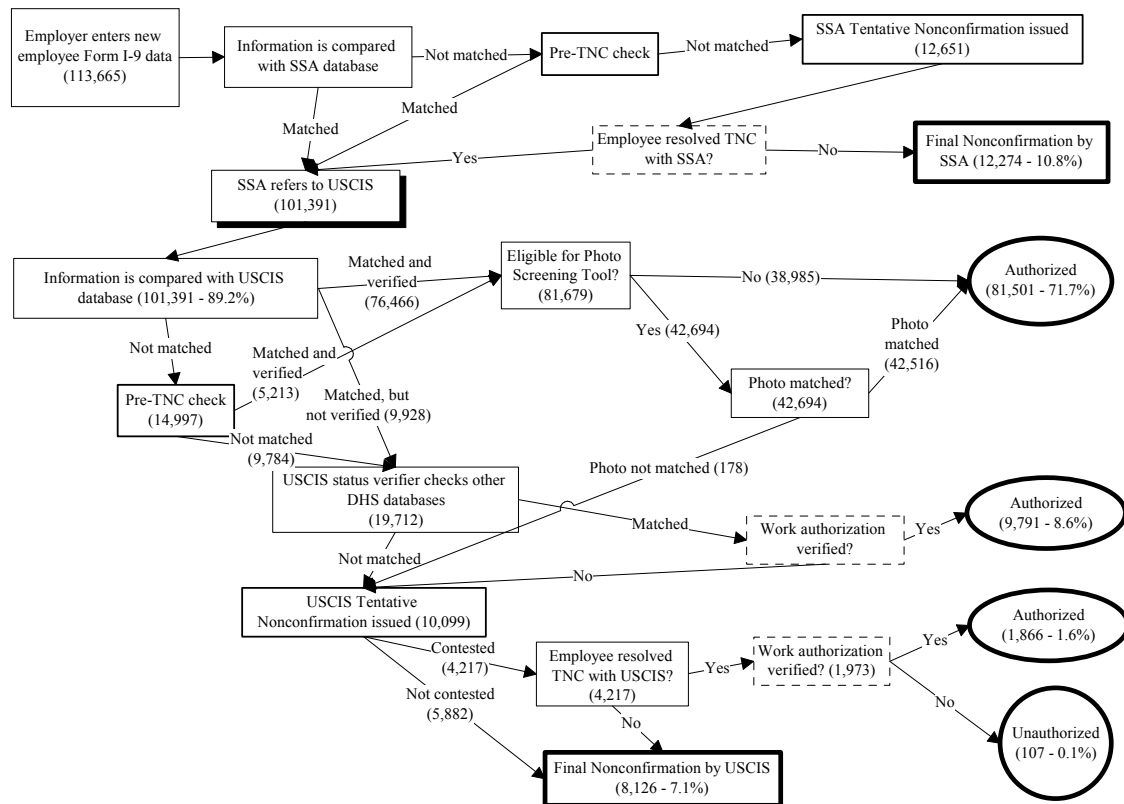 Employer enters new
employee Form I-9 data
(113,665)
Information is compared
with SSA database
Not matched
Pre-TNC check
Not matched
SSA Tentative Nonconfirmation issued
(12,651)
Matched
Matched
Employee resolved TNC
with SSA?
Yes
No
Final Nonconfirmation by
SSA (12,274 - 10.8%)
SSA refers to USCIS
(101,391)
Information is compared with USCIS
database (101,391 - 89.2%)
Matched and
verified
(76,466)
Eligible for Photo
Screening Tool?
(81,679)
No (38,985)
Authorized
(81,501 - 71.7%)
Not matched
Matched and
verified
(5,213)
Yes (42,694)
Photo
matched
(42,516)
Pre-TNC check
(14,997)
Matched, but
not verified (9,928)
Photo matched?
(42,694)
Not matched
(9,784)
Photo not matched (178)
USCIS status verifier checks other
DHS databases
(19,712)
Matched
Work authorization
verified?
Yes
Authorized
(9,791 - 8.6%)
Not matched
No
USCIS Tentative
Nonconfirmation issued (10,099)
Contested
(4,217)
Employee resolved
TNC with USCIS?
(4,217)
Yes
Work authorization
verified? (1,973)
Yes
Authorized
(1,866 - 1.6%)
Not contested
(5,882)
No
No
Unauthorized
(107 - 0.1%)
Final Nonconfirmation by USCIS
(8,126 - 7.1%)